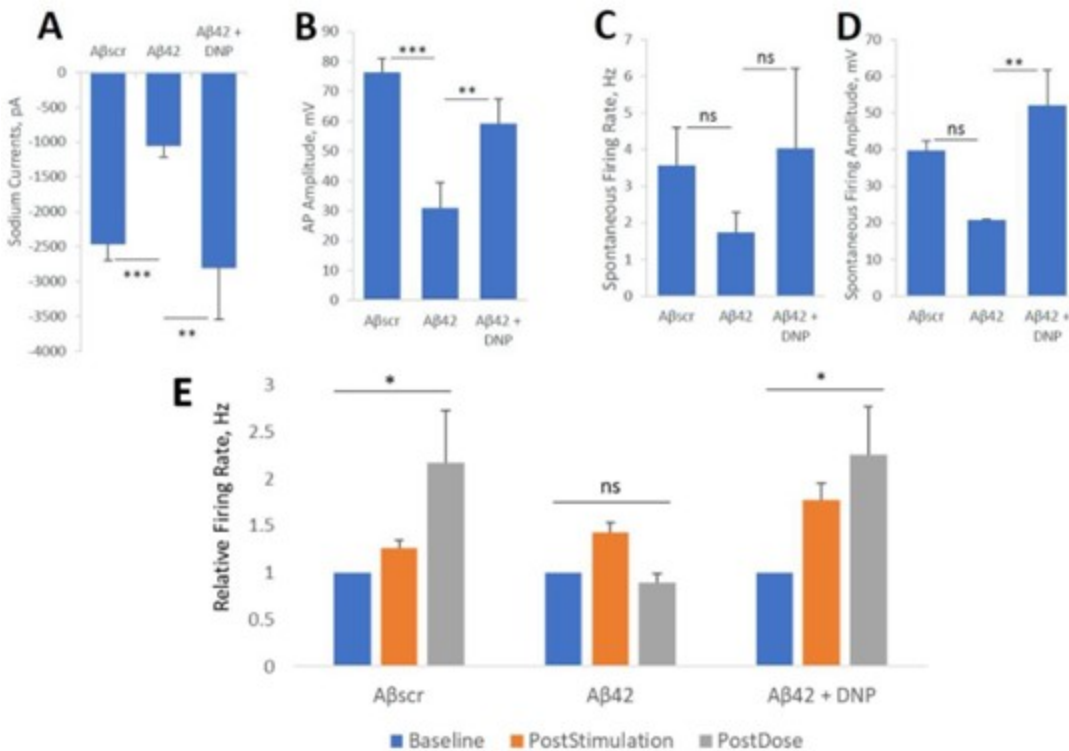 A
Aβscr Aβ42 Aβ42 + DNP
0
-500
-1000
-1500
-2000
-2500
-3000
-3500
-4000
Sodium Currents, pA
***
**
B
90
80
70
60
50
40
30
20
10
0
AP Amplitude, mV
***
**
Aβscr Aβ42 Aβ42 + DNP
C
7
6
5
4
3
2
1
0
Spontaneous Firing Rate, Hz
ns
ns
Aβscr Aβ42 Aβ42 + DNP
D
70
60
50
40
30
20
10
0
Spontaneous Firing Amplitude, mV
ns
**
Aβscr Aβ42 Aβ42 + DNP
E
3
2.5
2
1.5
1
0.5
0
Relative Firing Rate, Hz
*
ns
*
Aβscr Aβ42 Aβ42 + DNP
Baseline PostStimulation PostDose